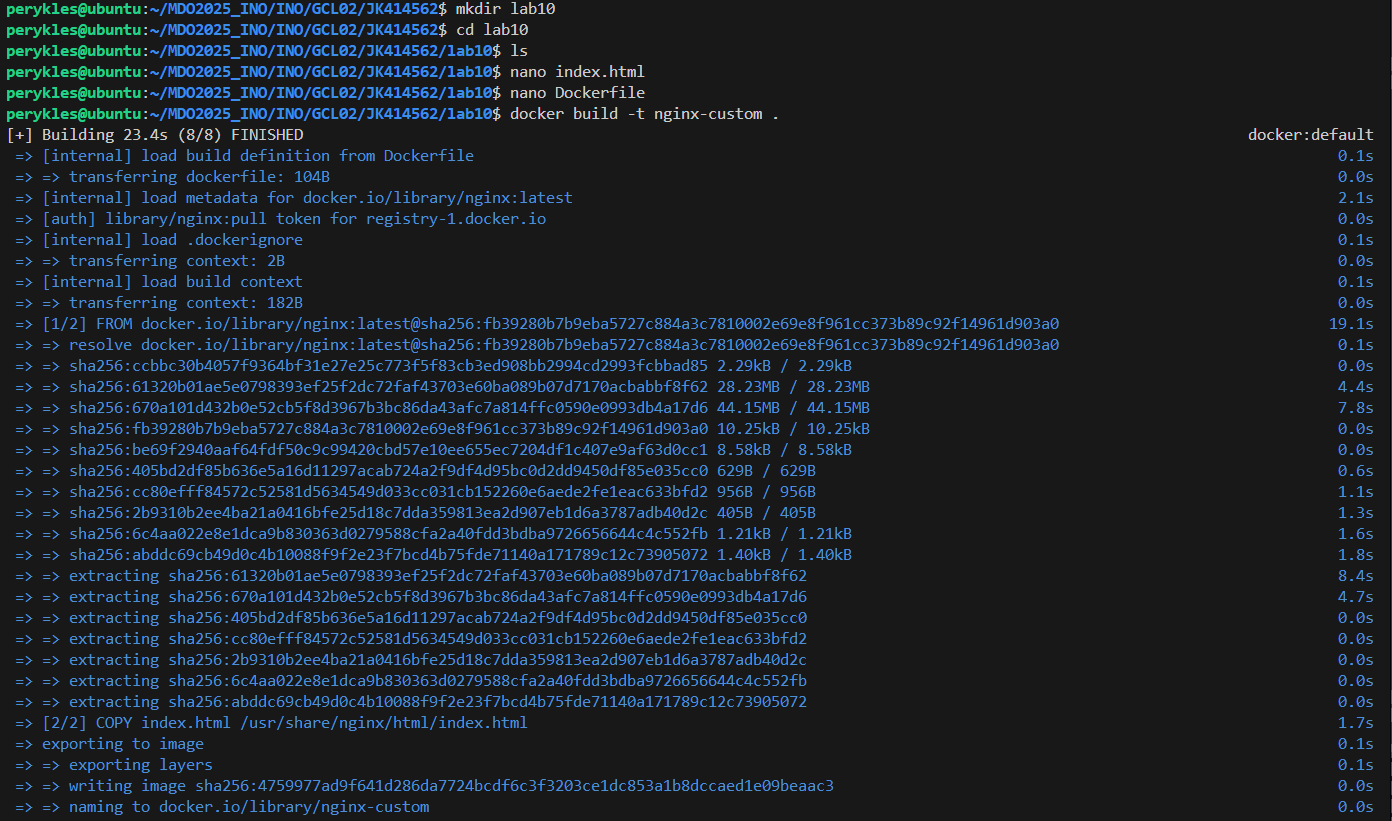 perykles@ubuntu:~/MDO2025_INO/INO/GCL02/JK414562$ mkdir lab10
perykles@ubuntu:~/MDO2025_INO/INO/GCL02/JK414562$ cd lab10
perykles@ubuntu:~/MDO2025_INO/INO/GCL02/JK414562/lab10$ ls
perykles@ubuntu:~/MDO2025_INO/INO/GCL02/JK414562/lab10$ nano index.html
perykles@ubuntu:~/MDO2025_INO/INO/GCL02/JK414562/lab10$ nano Dockerfile
perykles@ubuntu:~/MDO2025_INO/INO/GCL02/JK414562/lab10$ docker build -t nginx-custom .
[+] Building 23.4s (8/8) FINISHED docker:default
=> [internal] load build definition from Dockerfile 0.1s
=> => transferring dockerfile: 104B 0.0s
=> [internal] load metadata for docker.io/library/nginx:latest 2.1s
=> [auth] library/nginx:pull token for registry-1.docker.io 0.0s
=> [internal] load .dockerignore 0.1s
=> => transferring context: 2B 0.0s
=> [internal] load build context 0.1s
=> => transferring context: 182B 0.0s
=> [1/2] FROM docker.io/library/nginx:latest@sha256:fb39280b7b9eba5727c884a3c7810002e69e8f961cc373b89c92f14961d903a0 19.1s
=> => resolve docker.io/library/nginx:latest@sha256:fb39280b7b9eba5727c884a3c7810002e69e8f961cc373b89c92f14961d903a0 0.1s
=> => sha256:ccbbc30b4057f9364bf31e27e25c773f5f83cb3ed908bb2994cd2993fcbbad85 2.29kB / 2.29kB 0.0s
=> => sha256:61320b01ae5e0798393ef25f2dc72faf43703e60ba089b07d7170acbabbf8f62 28.23MB / 28.23MB 4.4s
=> => sha256:670a101d432b0e52cb5f8d3967b3bc86da43afc7a814ffc0590e0993db4a17d6 44.15MB / 44.15MB 7.8s
=> => sha256:fb39280b7b9eba5727c884a3c7810002e69e8f961cc373b89c92f14961d903a0 10.25kB / 10.25kB 0.0s
=> => sha256:be69f2940aaf64fdf50c9c99420cbd57e10ee655ec7204df1c407e9af63d0cc1 8.58kB / 8.58kB 0.0s
=> => sha256:405bd2df85b636e5a16d11297acab724a2f9df4d95bc0d2dd9450df85e035cc0 629B / 629B 0.6s
=> => sha256:cc80efff84572c52581d5634549d033cc031cb152260e6aede2fe1eac633bfd2 956B / 956B 1.1s
=> => sha256:2b9310b2ee4ba21a0416bfe25d18c7dda359813ea2d907eb1d6a3787adb40d2c 405B / 405B 1.3s
=> => sha256:6c4aa022e8e1dca9b830363d0279588cfa2a40fdd3bdba9726656644c4c552fb 1.21kB / 1.21kB 1.6s
=> => sha256:abddc69cb49d0c4b10088f9f2e23f7bcd4b75fde71140a171789c12c73905072 1.40kB / 1.40kB 1.8s
=> => extracting sha256:61320b01ae5e0798393ef25f2dc72faf43703e60ba089b07d7170acbabbf8f62 8.4s
=> => extracting sha256:670a101d432b0e52cb5f8d3967b3bc86da43afc7a814ffc0590e0993db4a17d6 4.7s
=> => extracting sha256:405bd2df85b636e5a16d11297acab724a2f9df4d95bc0d2dd9450df85e035cc0 0.0s
=> => extracting sha256:cc80efff84572c52581d5634549d033cc031cb152260e6aede2fe1eac633bfd2 0.0s
=> => extracting sha256:2b9310b2ee4ba21a0416bfe25d18c7dda359813ea2d907eb1d6a3787adb40d2c 0.0s
=> => extracting sha256:6c4aa022e8e1dca9b830363d0279588cfa2a40fdd3bdba9726656644c4c552fb 0.0s
=> => extracting sha256:abddc69cb49d0c4b10088f9f2e23f7bcd4b75fde71140a171789c12c73905072 0.0s
=> [2/2] COPY index.html /usr/share/nginx/html/index.html 1.7s
=> exporting to image 0.1s
=> => exporting layers 0.1s
=> => writing image sha256:4759977ad9f641d286da7724bcdf6c3f3203ce1dc853a1b8dccaed1e09beaac3 0.0s
=> => naming to docker.io/library/nginx-custom 0.0s